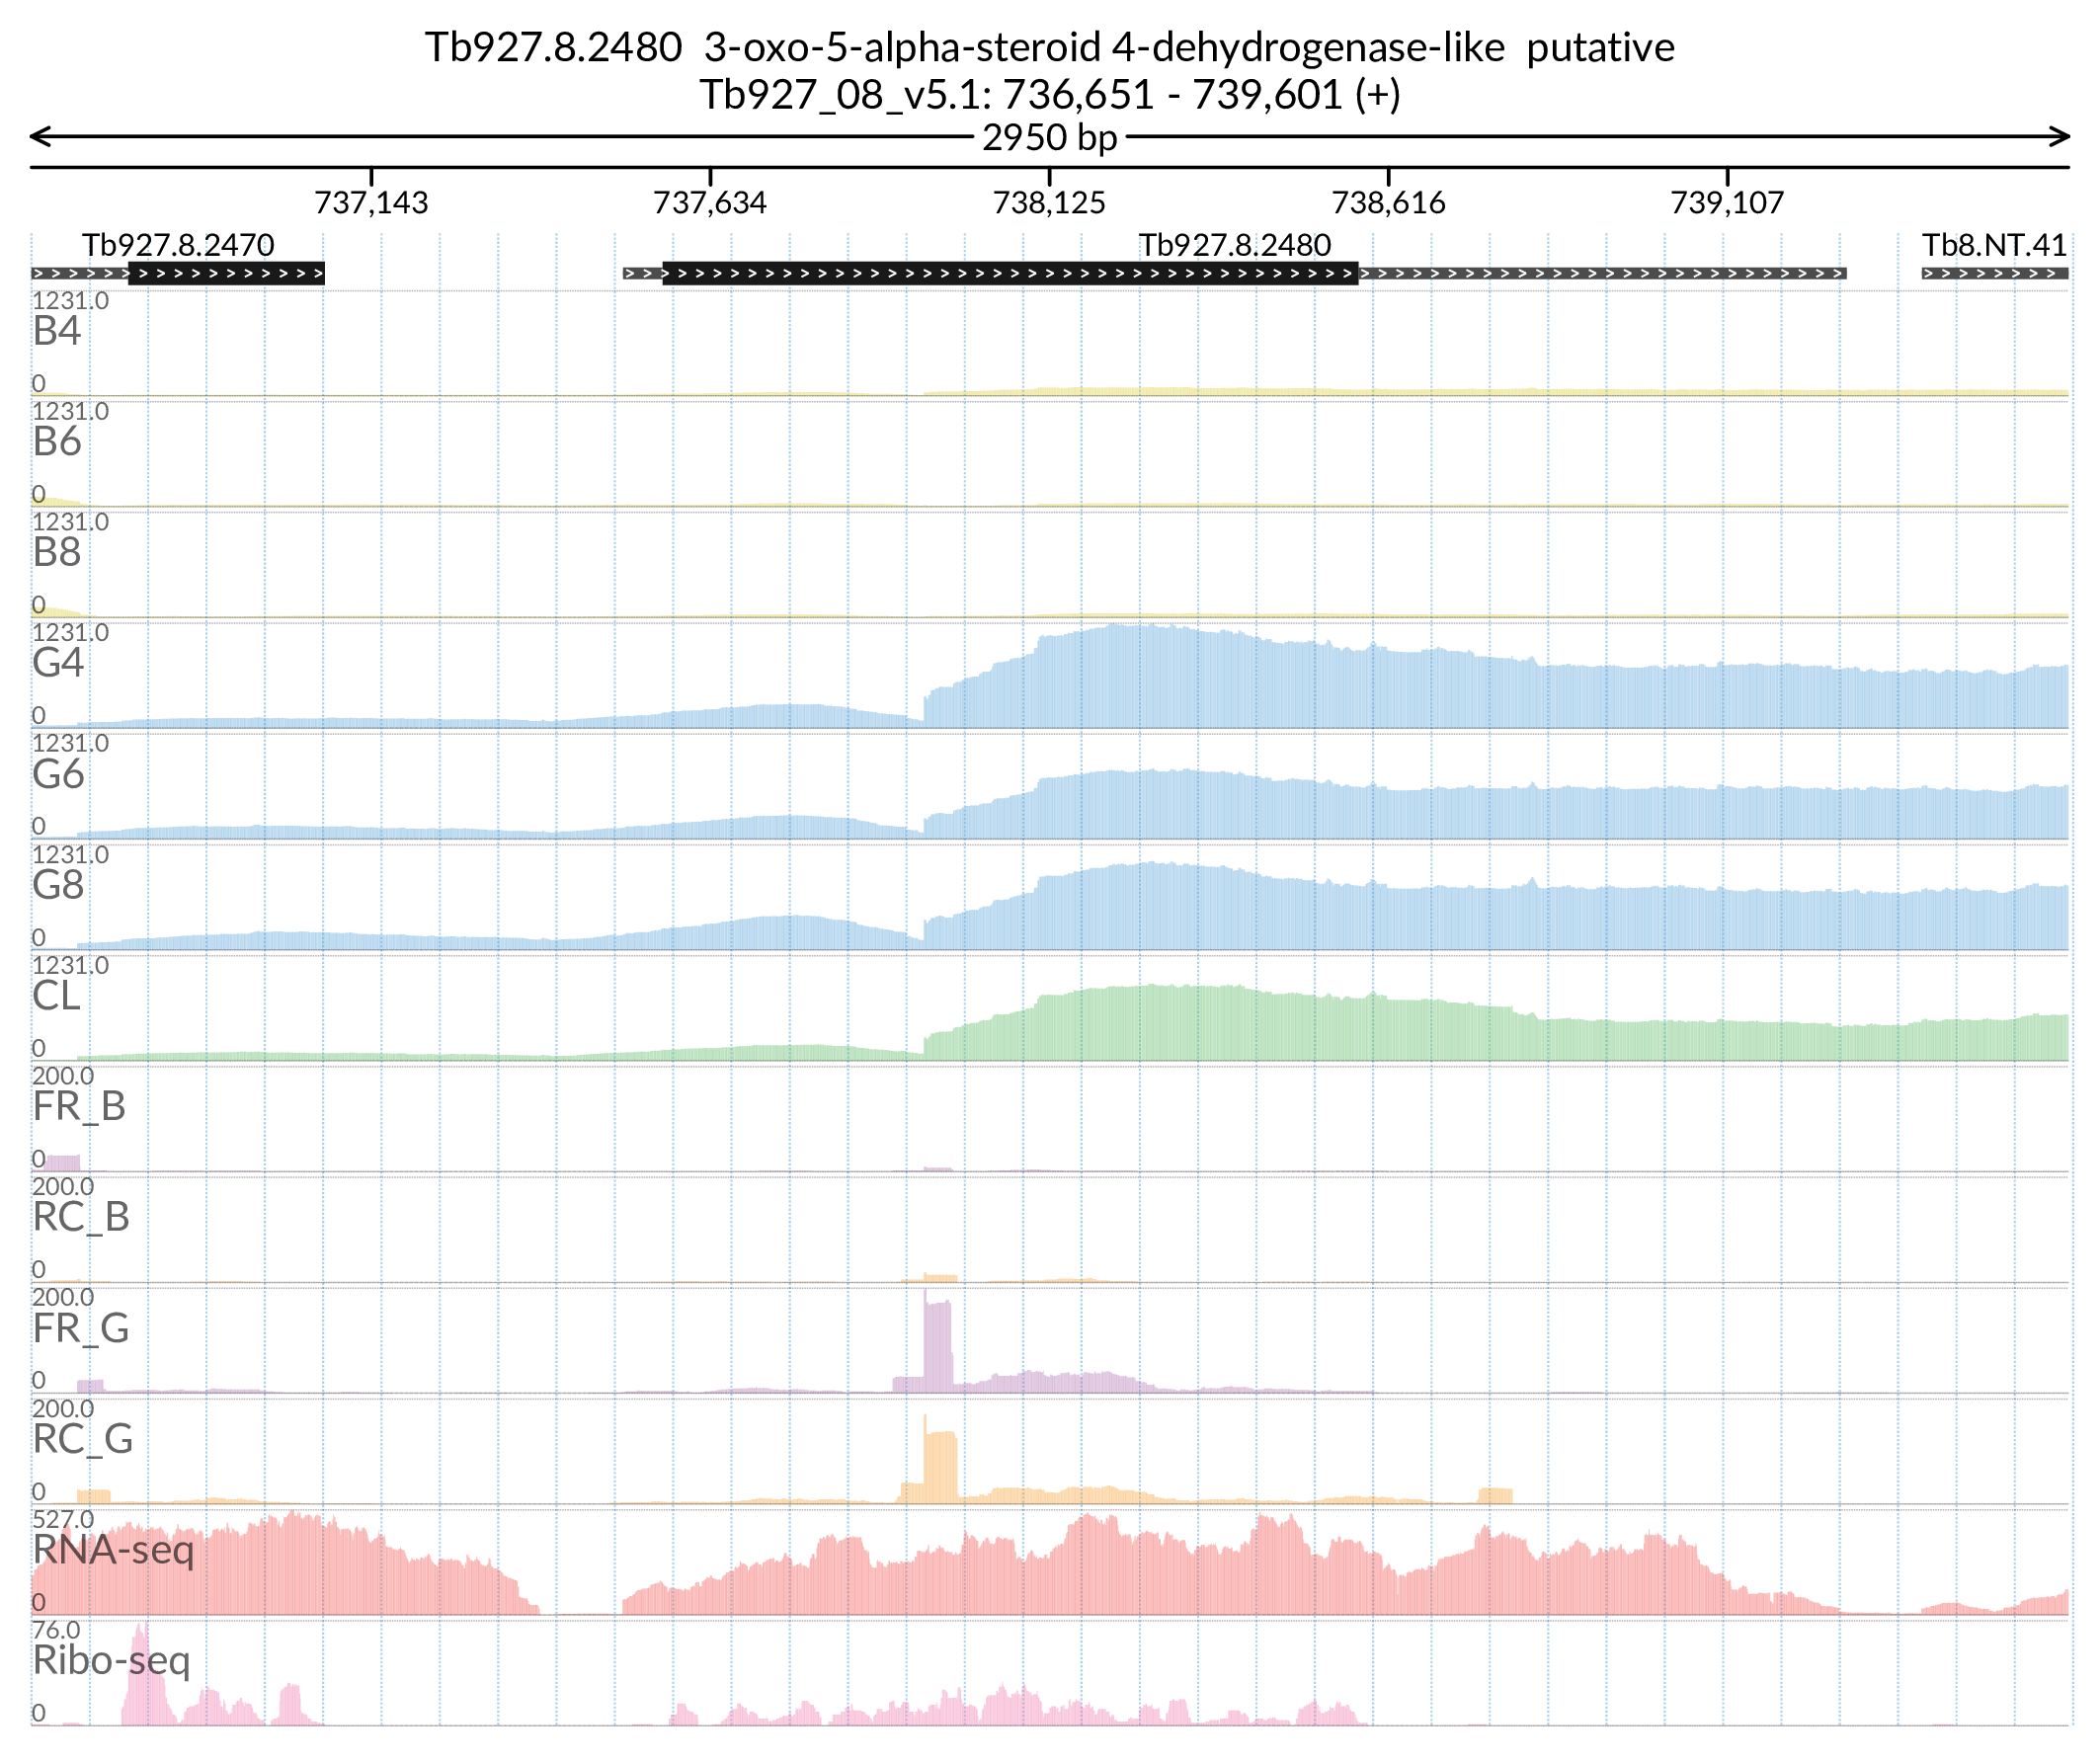 Tb927.8.2480 3-oxo-5-alpha-steroid 4-dehydrogenase-like putative
Tb927_08_v5.1: 736,651 - 739,601 (+)
2950 bp
737,143 737,634 738,125 738,616 739,107
Tb927.8.2470 Tb927.8.2480 Tb8.NT.41
1231.0
B4
0
1231.0
B6
0
1231.0
B8
0
1231.0
G4
0
1231.0
G6
0
1231.0
G8
0
1231.0
CL
0
200.0
FR_B
0
200.0
RC_B
0
200.0
FR_G
0
200.0
RC_G
0
527.0
RNA-seq
0
76.0
Ribo-seq
0